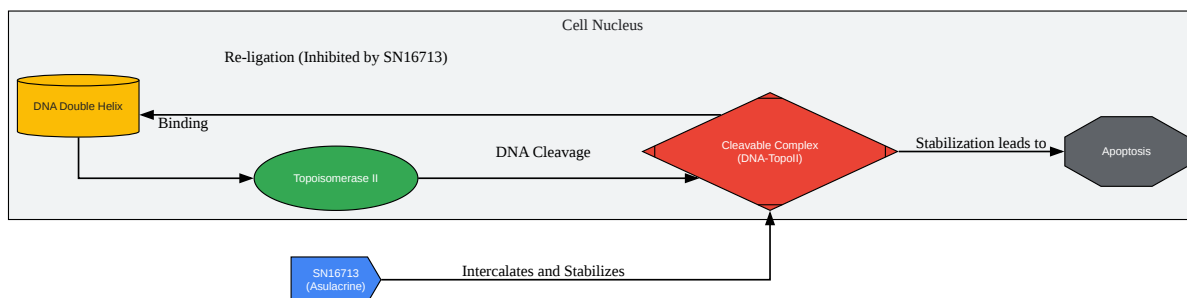 Cell Nucleus
Re-ligation (Inhibited by SN16713)
DNA Double Helix
Binding
DNA Cleavage
Cleavable Complex
(DNA-TopoII)
Stabilization leads to
Apoptosis
Topoisomerase II
SN16713
(Asulacrine)
Intercalates and Stabilizes